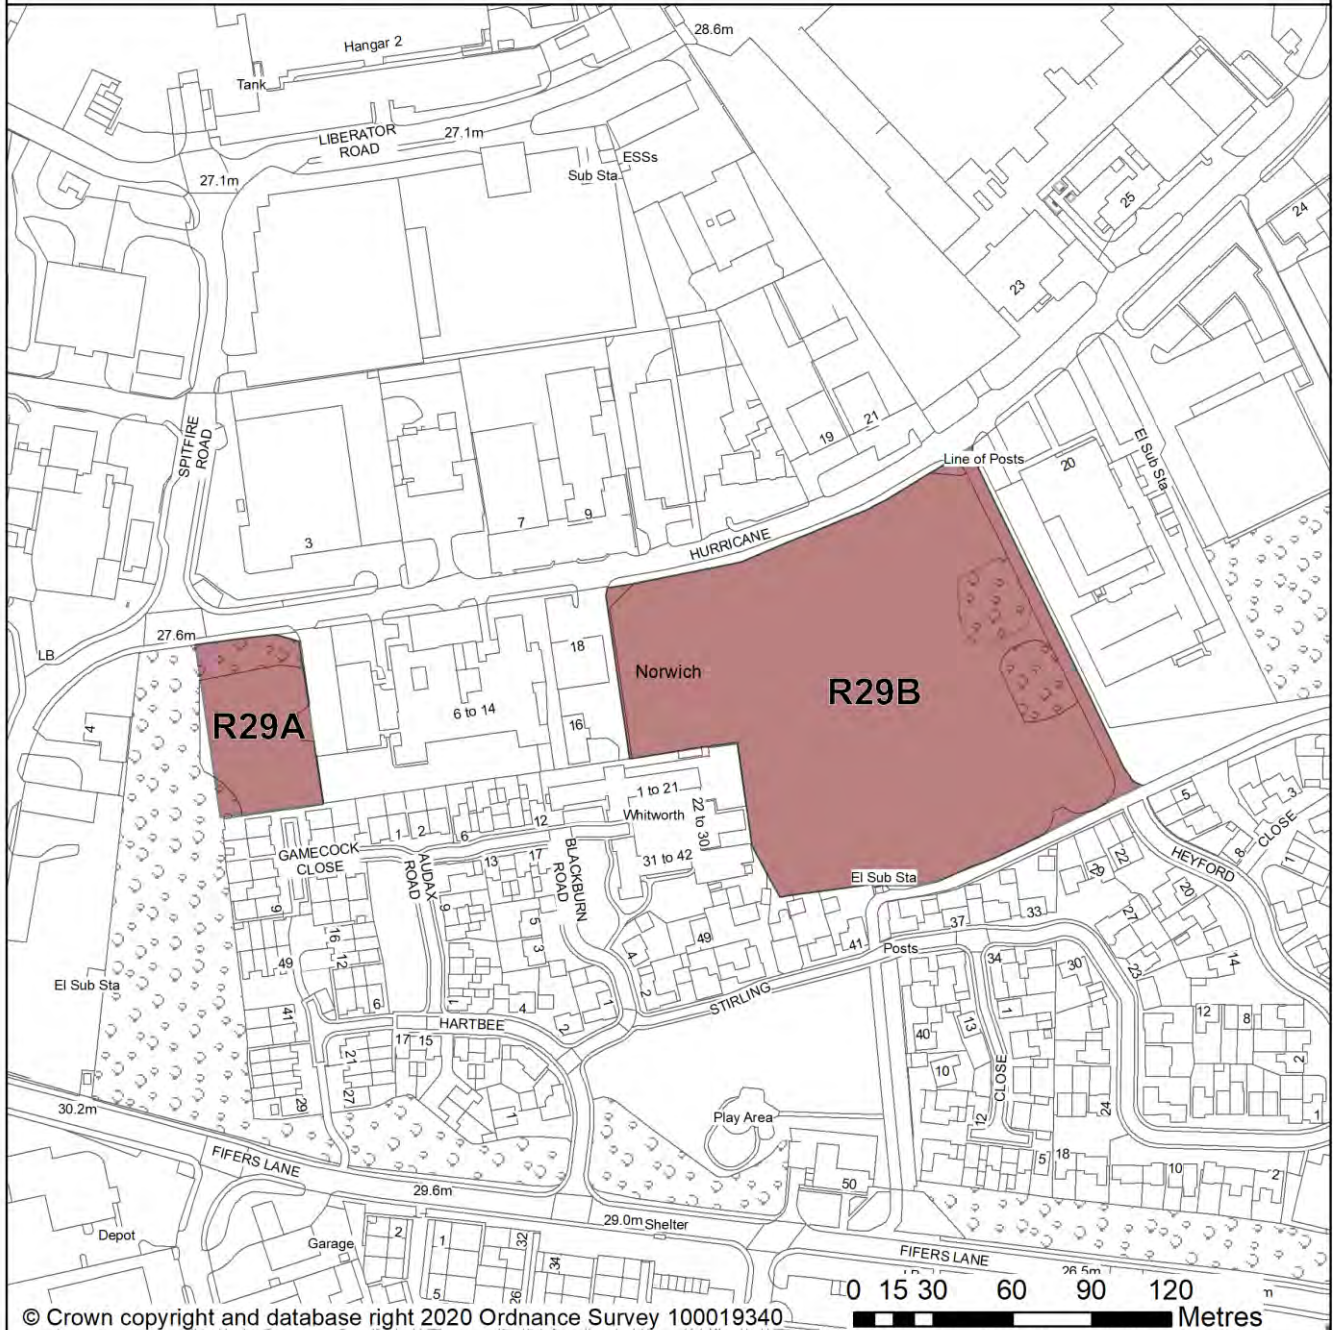 28.6m
Hangar 2
Tank
LIBERATOR
ROAD
27.1m
27.1m
ESSs
Sub Sta
25
24
23
SPITFIRE
ROAD
19
21
Line of Posts
20
El Sub Sta
3
7
9
HURRICANE
27.6m
LB
18
Norwich
R29A
6 to 14
R29B
4
16
1 to 21
Whitworth
22 to 30
31 to 42
1
2
6
12
GAMECOCK
CLOSE
13
17
AUDAX
ROAD
BLACKBURN
ROAD
El Sub Sta
5
3
8
CLOSE
1
HEYFORD
29
22
20
9
9
16
12
49
5
3
4
49
41
37
33
27
Posts
23
14
34
30
El Sub Sta
6
1
4
2
1
2
STIRLING
41
HARTBEE
17
15
21
27
29
1
40
13
1
10
CLOSE
12
8
2
24
1
12
5
18
10
2
30.2m
Play Area
FIFERS LANE
29.6m
50
29.0m
Shelter
FIFERS LANE
26.5m
Depot
Garage
2
1
32
34
5
26
0 15 30 60 90 120
Metres
© Crown copyright and database right 2020 Ordnance Survey 100019340